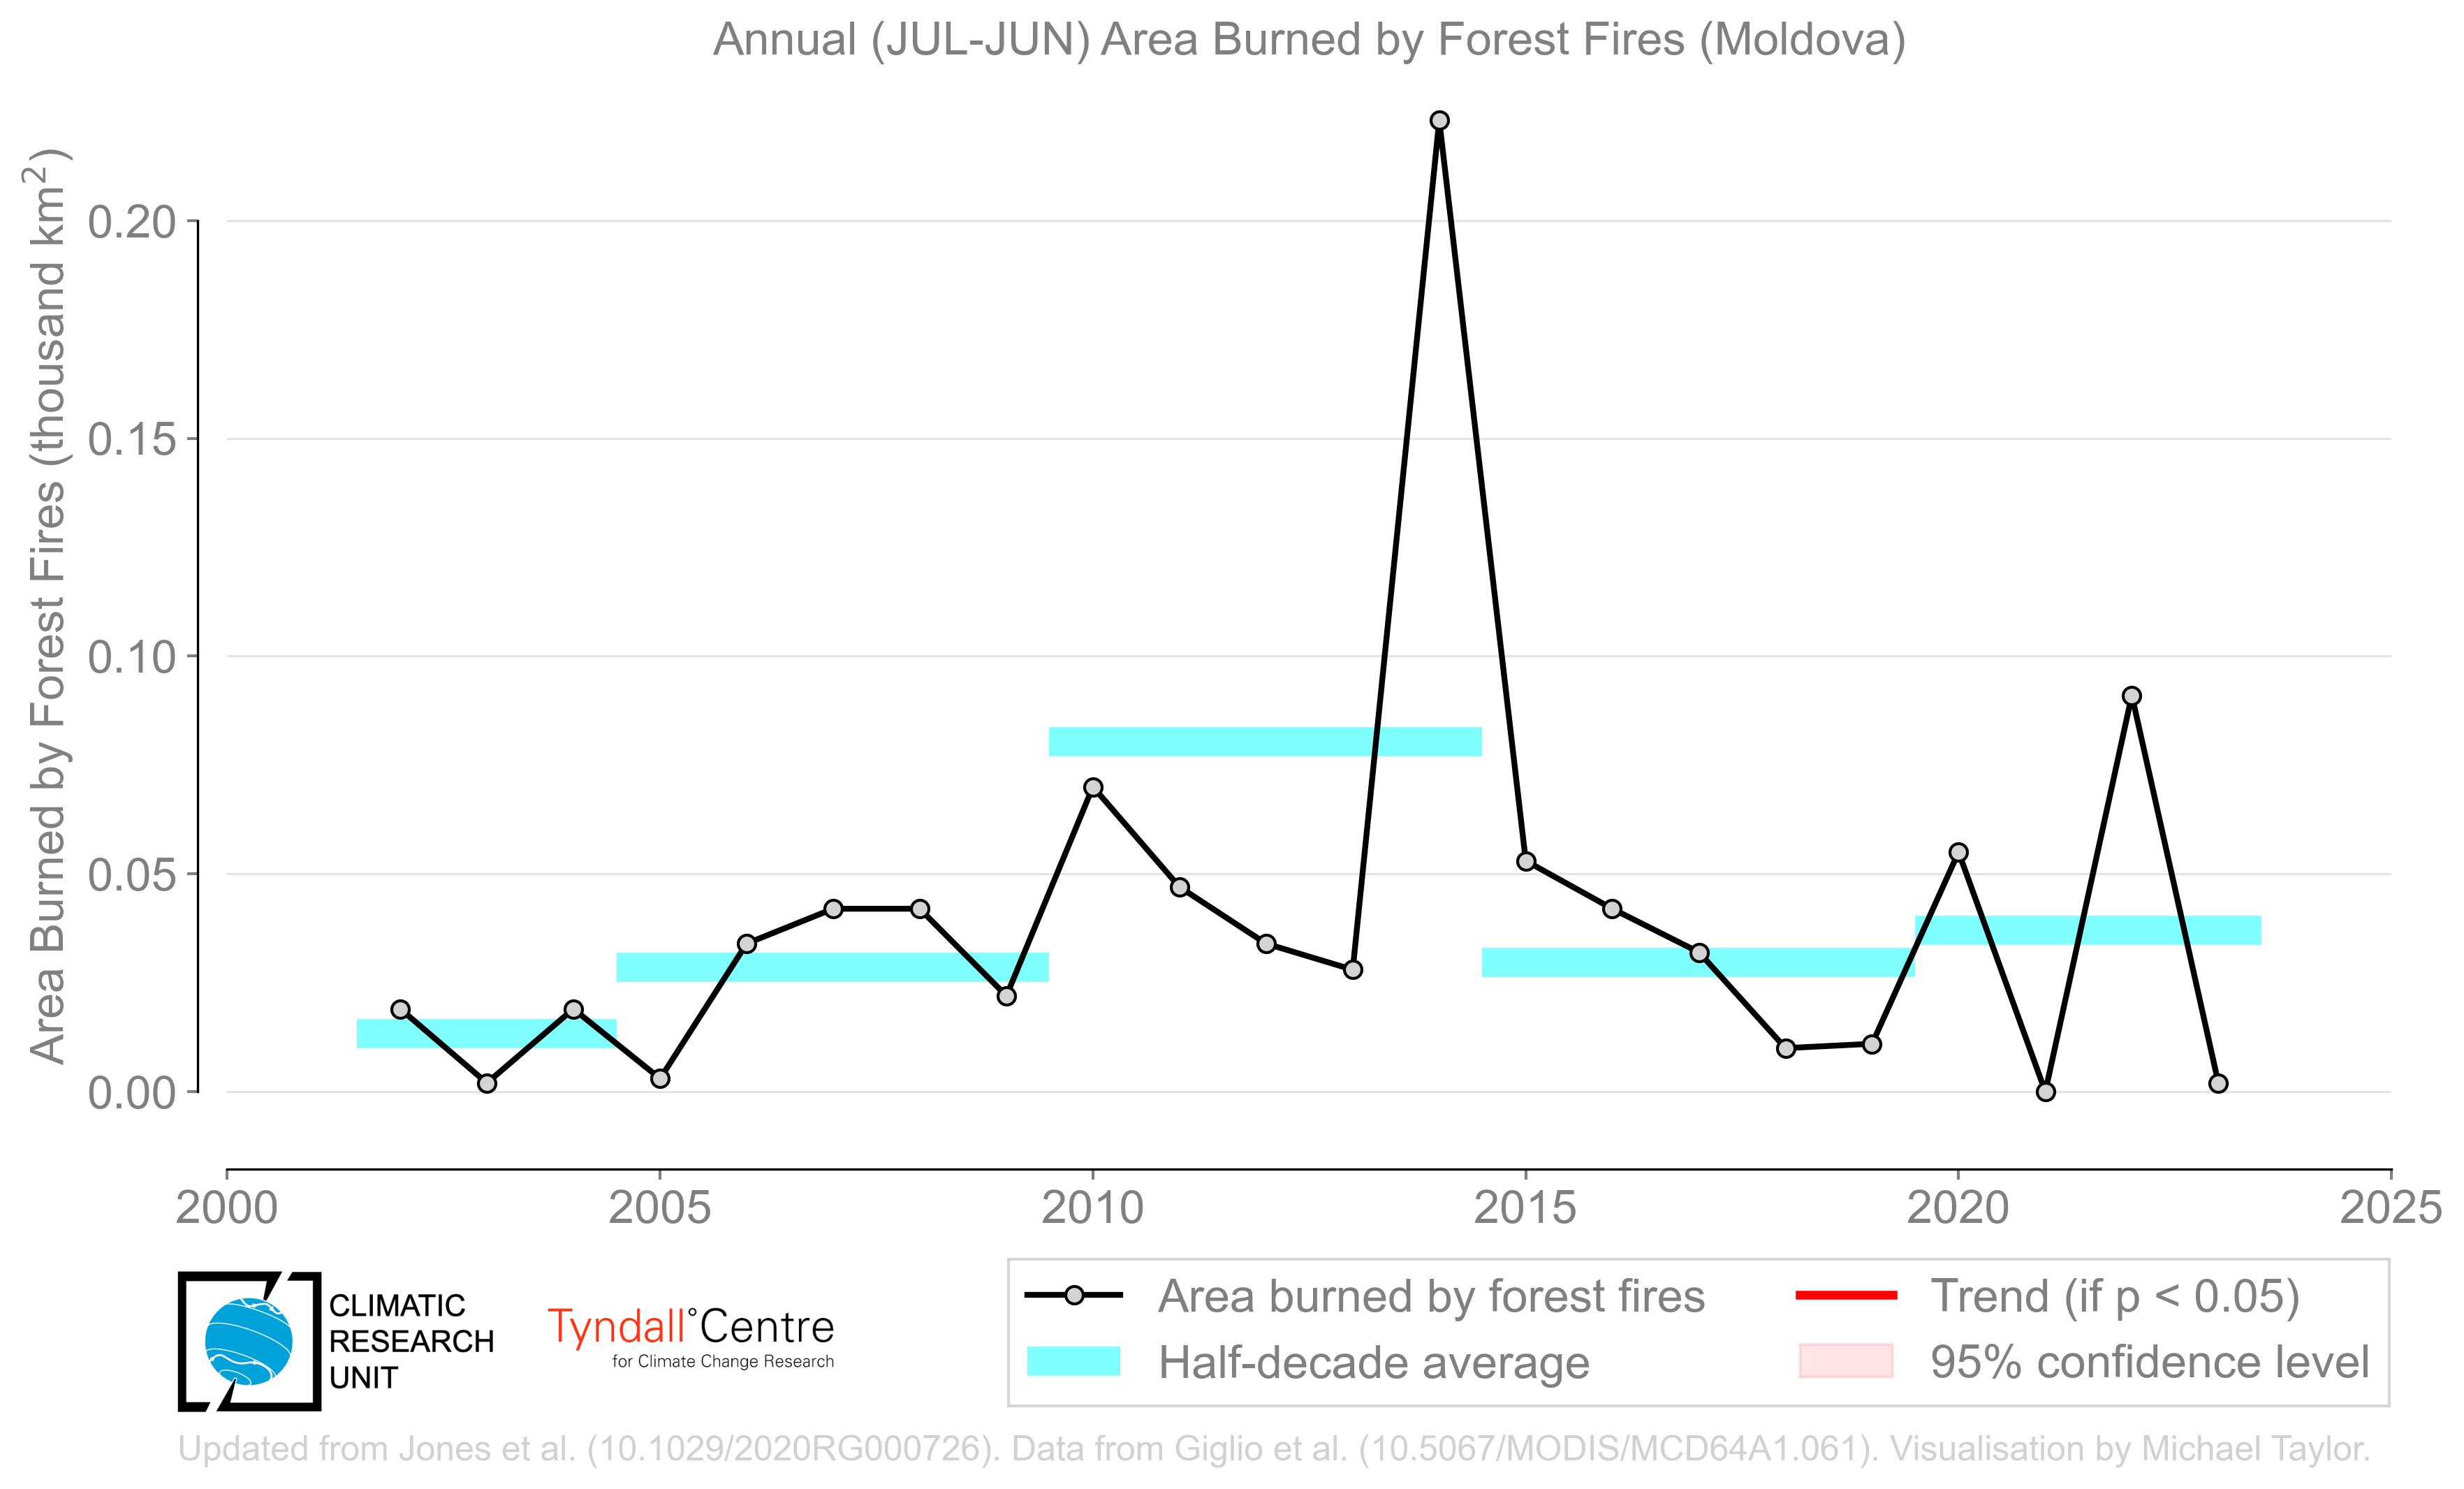 Annual (JUL-JUN) Area Burned by Forest Fires (Moldova)
Area Burned by Forest Fires (thousand km²)
0.20
0.15
0.10
0.05
0.00
2000 2005 2010 2015 2020 2025
Area burned by forest fires
Half-decade average
Trend (if p < 0.05)
95% confidence level
CLIMATIC
RESEARCH
UNIT
Tyndall°Centre
for Climate Change Research
Updated from Jones et al. (10.1029/2020RG000726). Data from Giglio et al. (10.5067/MODIS/MCD64A1.061). Visualisation by Michael Taylor.